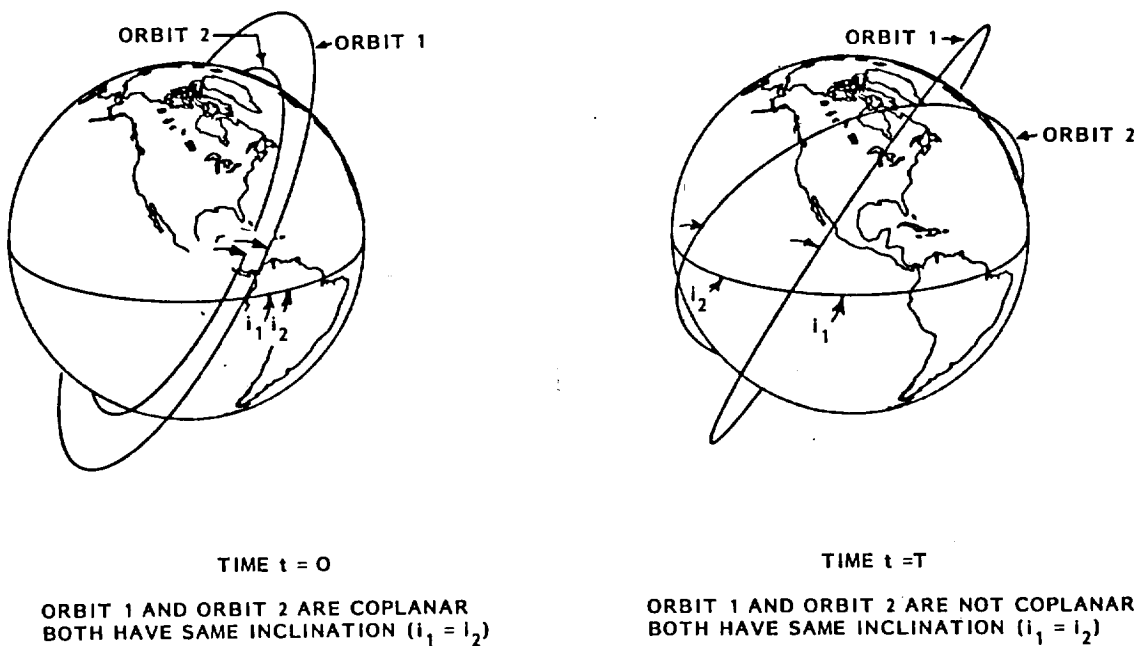 ORBIT 2
ORBIT 1
i₁ i₂
TIME t = O
ORBIT 1 AND ORBIT 2 ARE COPLANAR
BOTH HAVE SAME INCLINATION (i₁ = i₂)
ORBIT 1
ORBIT 2
i₂
i₁
TIME t =T
ORBIT 1 AND ORBIT 2 ARE NOT COPLANAR
BOTH HAVE SAME INCLINATION (i₁ = i₂)